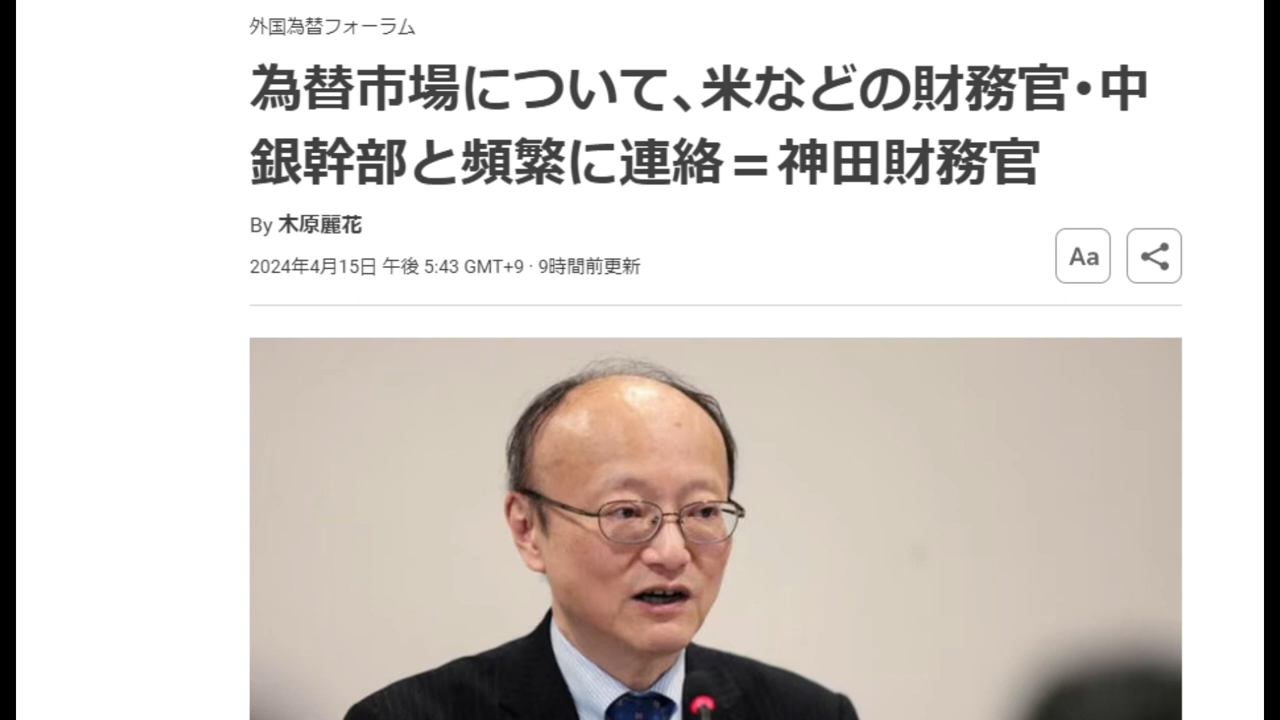 外国為替フォーラム
為替市場について、米などの財務官・中
銀幹部と頻繁に連絡＝神田財務官
By 木原麗花
2024年4月15日 午後 5:43 GMT+9 · 9時間前更新
Aa